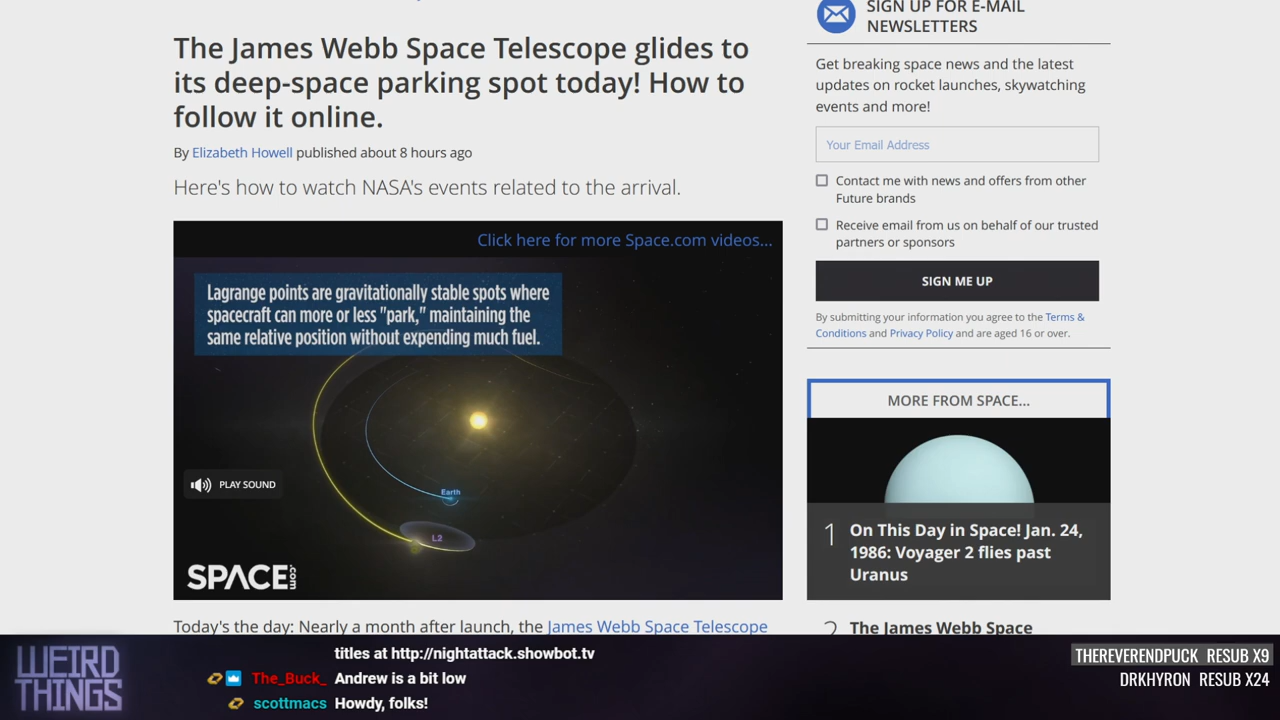 The James Webb Space Telescope glides to
its deep-space parking spot today! How to
follow it online.
By Elizabeth Howell published about 8 hours ago
Here's how to watch NASA's events related to the arrival.
Click here for more Space.com videos...
Lagrange points are gravitationally stable spots where
spacecraft can more or less "park," maintaining the
same relative position without expending much fuel.
PLAY SOUND
Earth
L2
SPACE.com
Today's the day: Nearly a month after launch, the James Webb Space Telescope
SIGN UP FOR E-MAIL
NEWSLETTERS
Get breaking space news and the latest
updates on rocket launches, skywatching
events and more!
Your Email Address
Contact me with news and offers from other
Future brands
Receive email from us on behalf of our trusted
partners or sponsors
SIGN ME UP
By submitting your information you agree to the Terms &
Conditions and Privacy Policy and are aged 16 or over.
MORE FROM SPACE...
1 On This Day in Space! Jan. 24,
1986: Voyager 2 flies past
Uranus
2 The James Webb Space
WEIRD
THINGS
titles at http://nightattack.showbot.tv
The_Buck_ Andrew is a bit low
scottmacs Howdy, folks!
THEREVERENDPUCK RESUB X9
DRKHYRON RESUB X24